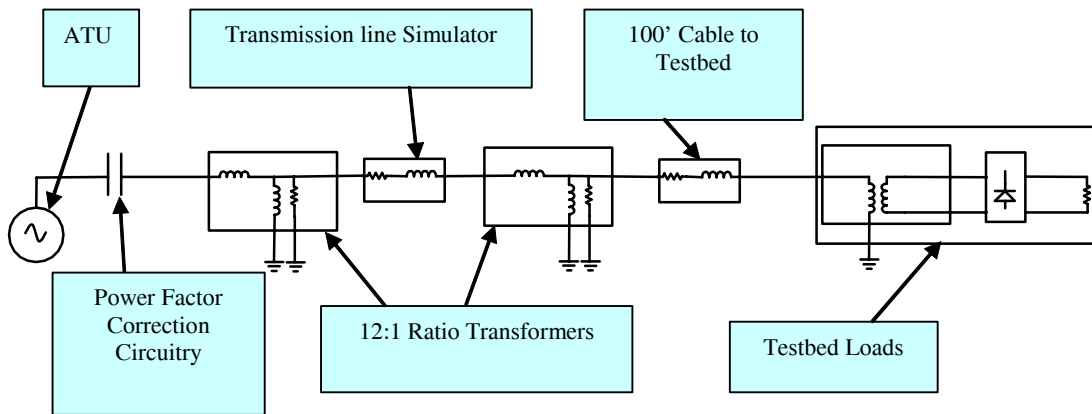 ATU
Transmission line Simulator
100’ Cable to
Testbed
Power Factor
Correction
Circuitry
12:1 Ratio Transformers
Testbed Loads